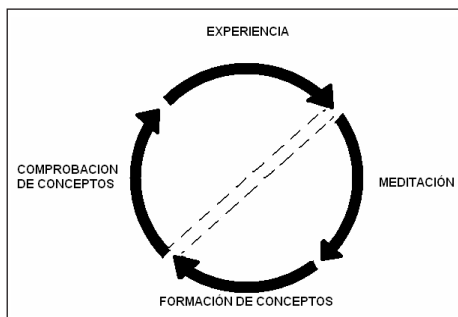 EXPERIENCIA
COMPROBACION
DE CONCEPTOS
MEDITACIÓN
FORMACIÓN DE CONCEPTOS